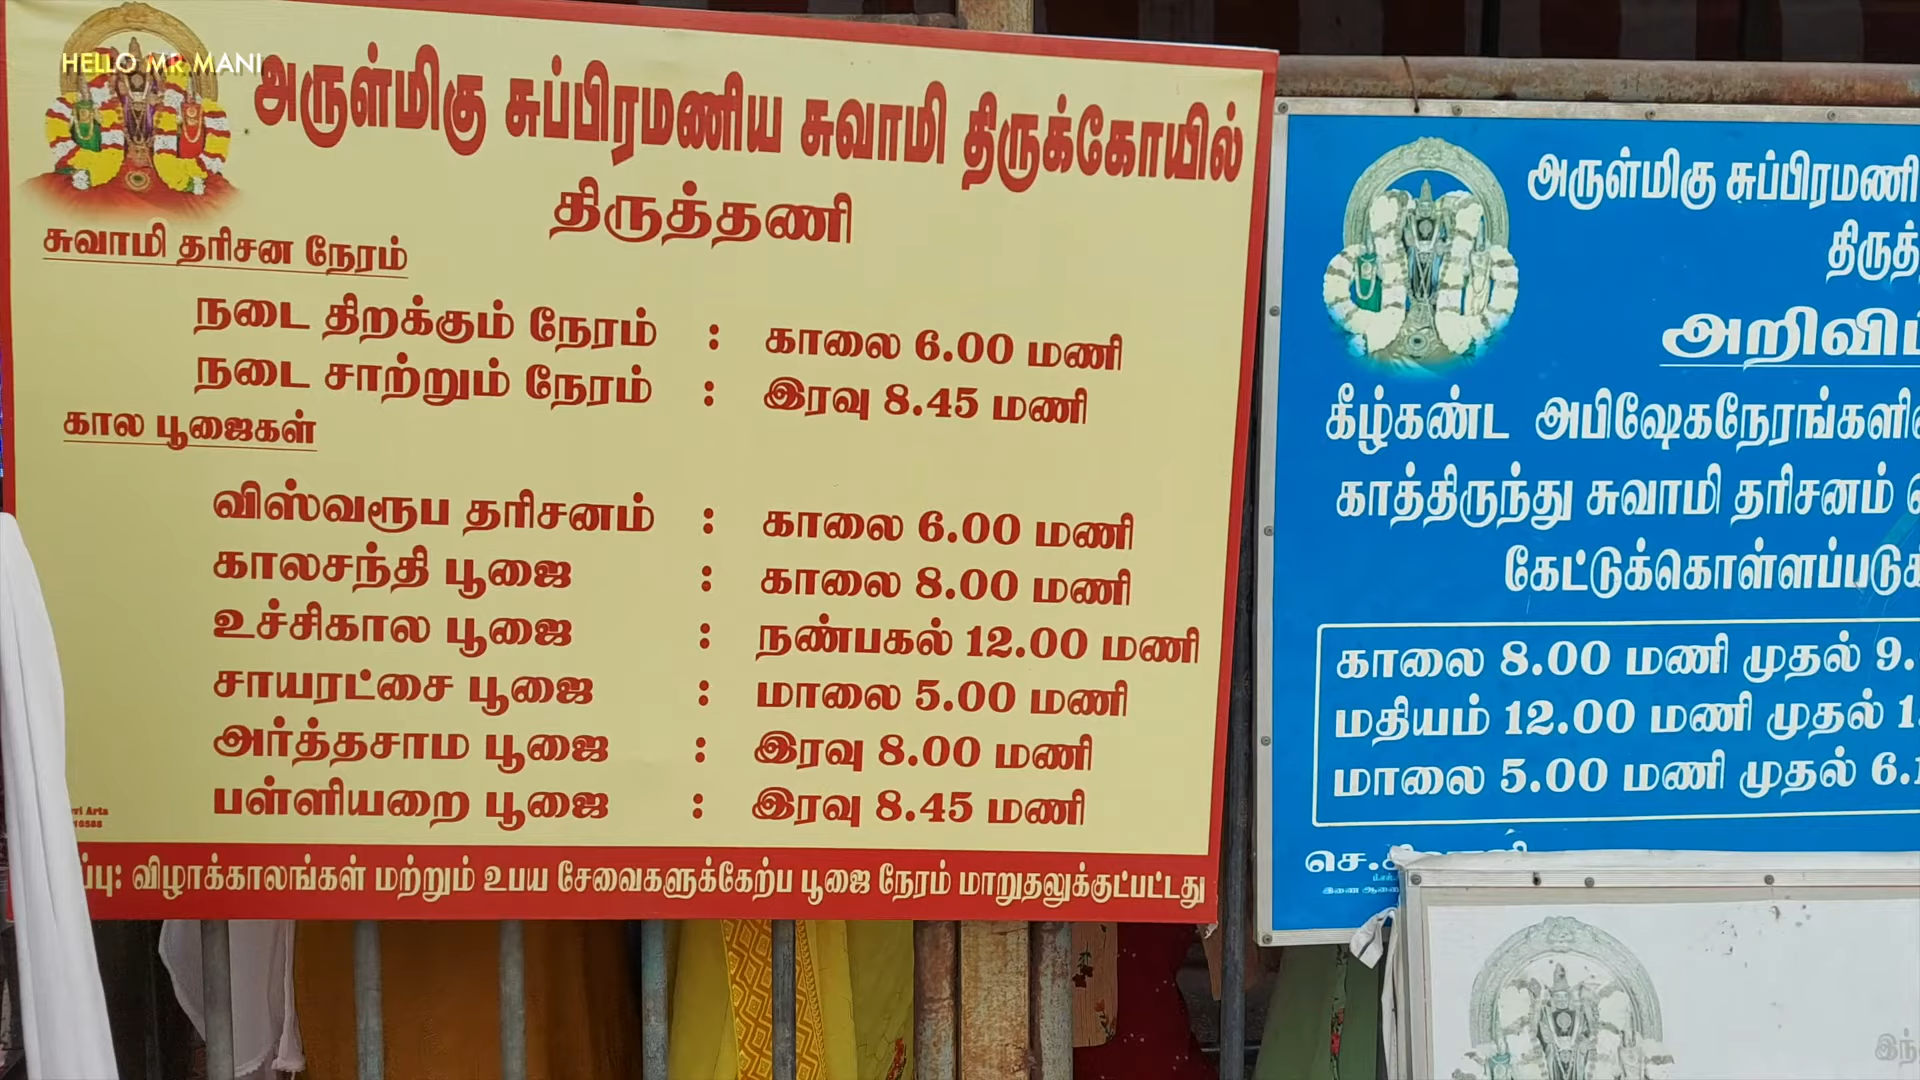 HELLO MR MANI
அருள்மிகு சுப்பிரமணிய சுவாமி திருக்கோயில்
திருத்தணி
சுவாமி தரிசன நேரம்
நடை திறக்கும் நேரம் : காலை 6.00 மணி
நடை சாற்றும் நேரம் : இரவு 8.45 மணி
கால பூஜைகள்
விஸ்வரூப தரிசனம் : காலை 6.00 மணி
காலசந்தி பூஜை : காலை 8.00 மணி
உச்சிகால பூஜை : நண்பகல் 12.00 மணி
சாயரட்சை பூஜை : மாலை 5.00 மணி
அர்த்தசாம பூஜை : இரவு 8.00 மணி
பள்ளியறை பூஜை : இரவு 8.45 மணி
விழாக்காலங்கள் மற்றும் உபய சேவைகளுக்கேற்ப பூஜை நேரம் மாறுதலுக்குட்பட்டது
அருள்மிகு சுப்பிரமணி
திருத்
அறிவிப்
கீழ்கண்ட அபிஷேகநேரங்களி
காத்திருந்து சுவாமி தரிசனம்
கேட்டுக்கொள்ளப்படுக
காலை 8.00 மணி முதல் 9.
மதியம் 12.00 மணி முதல் 1
மாலை 5.00 மணி முதல் 6.